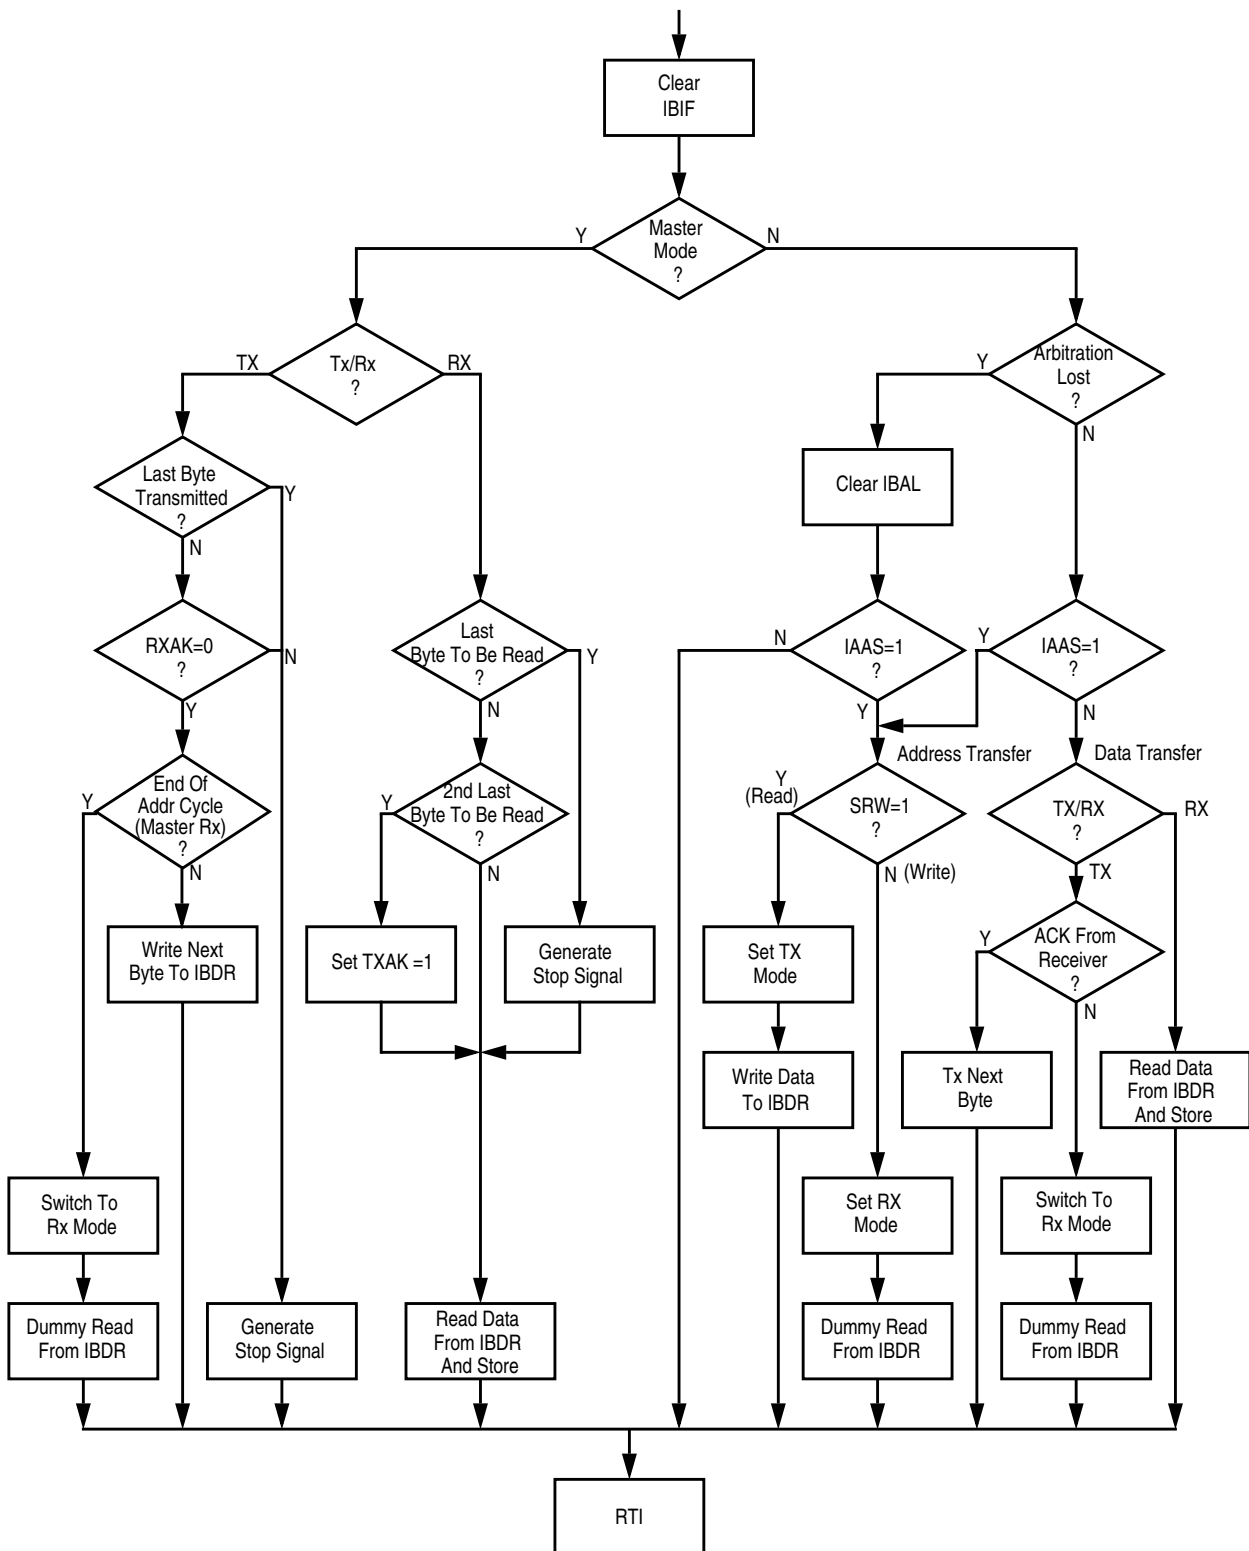 Clear
IBIF
Master
Mode
?
Y
N
Tx/Rx
?
TX
RX
Arbitration
Lost
?
Y
N
Last Byte
Transmitted
?
Y
N
Clear IBAL
RXAK=0
?
N
Y
Last
Byte To Be Read
?
Y
N
IAAS=1
?
N
Y
IAAS=1
?
Y
N
Address Transfer
Data Transfer
End Of
Addr Cycle
(Master Rx)
?
Y
N
2nd Last
Byte To Be Read
?
Y
N
Y
(Read)
SRW=1
?
N (Write)
TX/RX
?
RX
TX
Write Next
Byte To IBDR
Set TXAK =1
Generate
Stop Signal
Set TX
Mode
ACK From
Receiver
?
Y
N
Write Data
To IBDR
Tx Next
Byte
Read Data
From IBDR
And Store
Switch To
Rx Mode
Set RX
Mode
Switch To
Rx Mode
Dummy Read
From IBDR
Generate
Stop Signal
Read Data
From IBDR
And Store
Dummy Read
From IBDR
Dummy Read
From IBDR
RTI